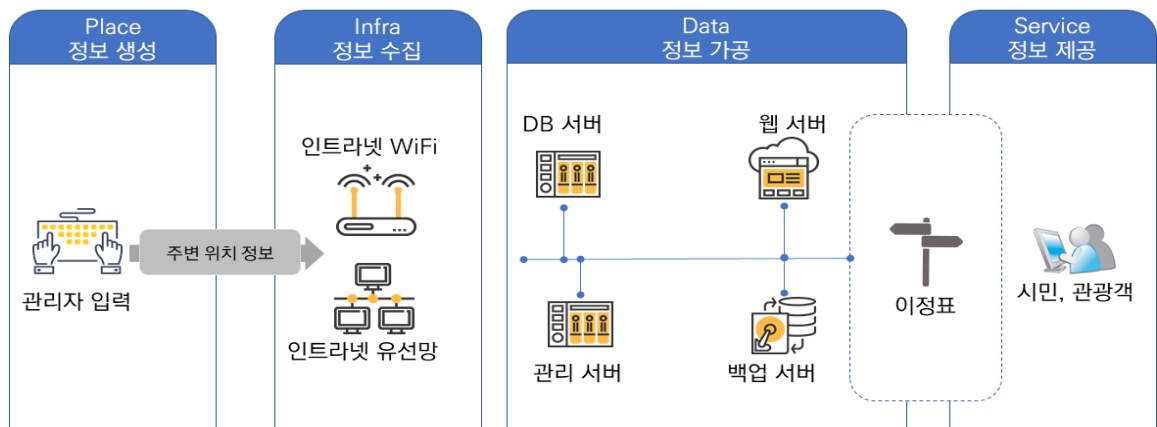 Place
정보 생성
Infra
정보 수집
Data
정보 가공
Service
정보 제공
관리자 입력
주변 위치 정보
인트라넷 WiFi
인트라넷 유선망
DB 서버
웹 서버
관리 서버
백업 서버
이정표
시민, 관광객